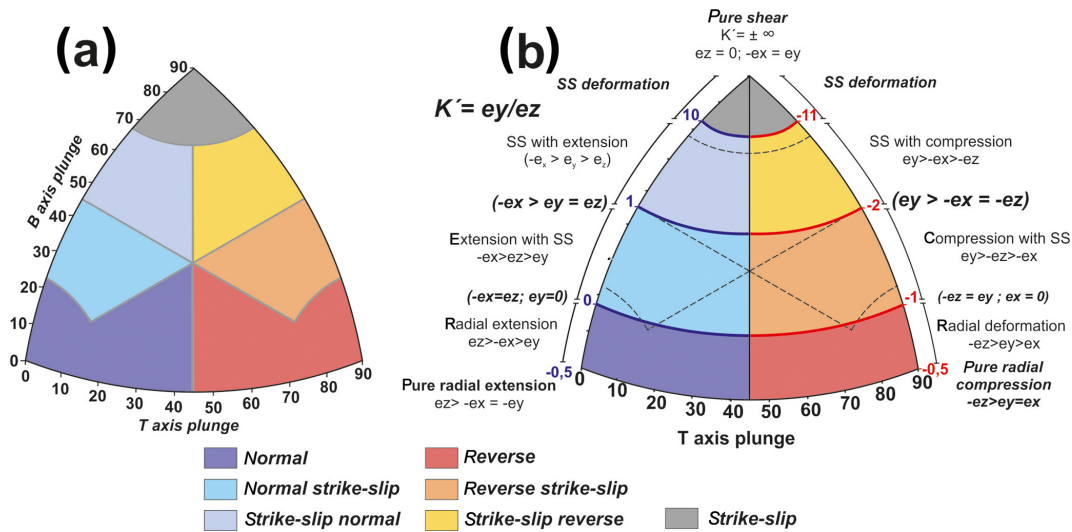 (a)
90
80
70
60
50
40
30
20
10
0
B axis plunge
0
10
20
30
40
50
60
70
80
90
T axis plunge
(b)
Pure shear
K´= ± ∞
ez = 0; -ex = ey
SS deformation
SS deformation
K´= ey/ez
10
-11
SS with extension
(-ex > ey > ez)
SS with compression
ey>-ex>-ez
(-ex > ey = ez)
1
-2
(ey > -ex = -ez)
Extension with SS
-ex>ez>ey
Compression with SS
ey>-ez>-ex
(-ex=ez; ey=0)
0
-1
(-ez = ey ; ex = 0)
Radial extension
ez>-ex>ey
Radial deformation
-ez>ey>ex
-0,5
-0,5
Pure radial extension
ez> -ex = -ey
Pure radial
compression
-ez>ey=ex
0
10
20
30
40
50
60
70
80
90
T axis plunge
Normal
Reverse
Normal strike-slip
Reverse strike-slip
Strike-slip normal
Strike-slip reverse
Strike-slip